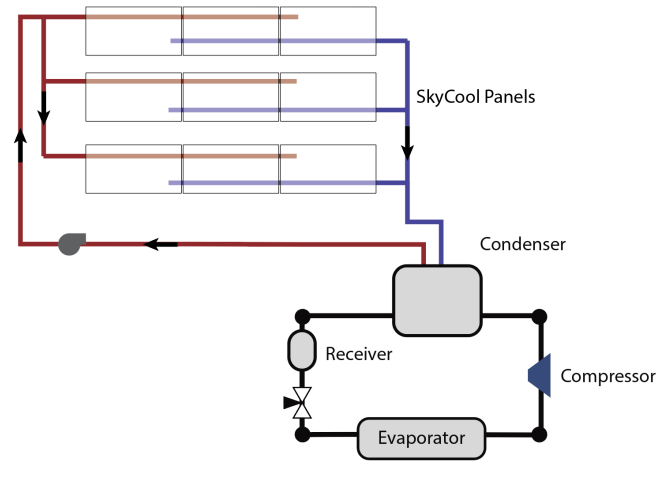 SkyCool Panels
Condenser
Receiver
Compressor
Evaporator